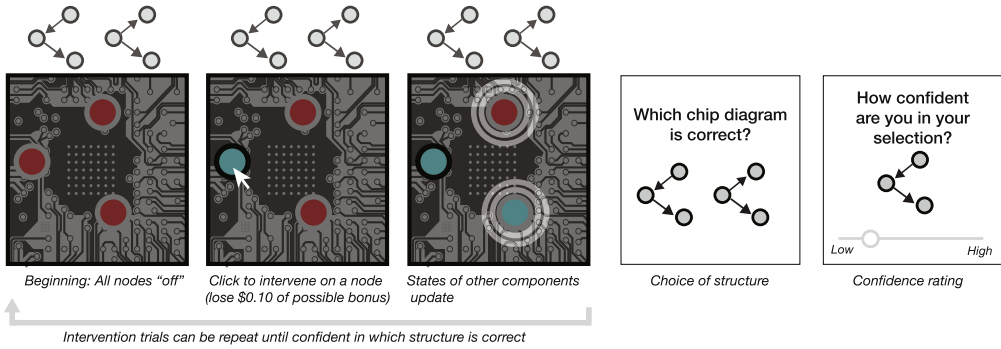 Beginning: All nodes “off”
Click to intervene on a node
(lose $0.10 of possible bonus)
States of other components
update
Which chip diagram
is correct?
Choice of structure
How confident
are you in your
selection?
Low
High
Confidence rating
Intervention trials can be repeat until confident in which structure is correct